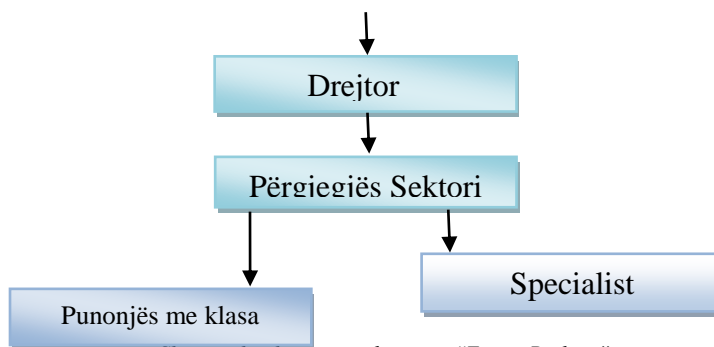 Drejtor
Përgjegjës Sektori
Specialist
Punonjës me klasa